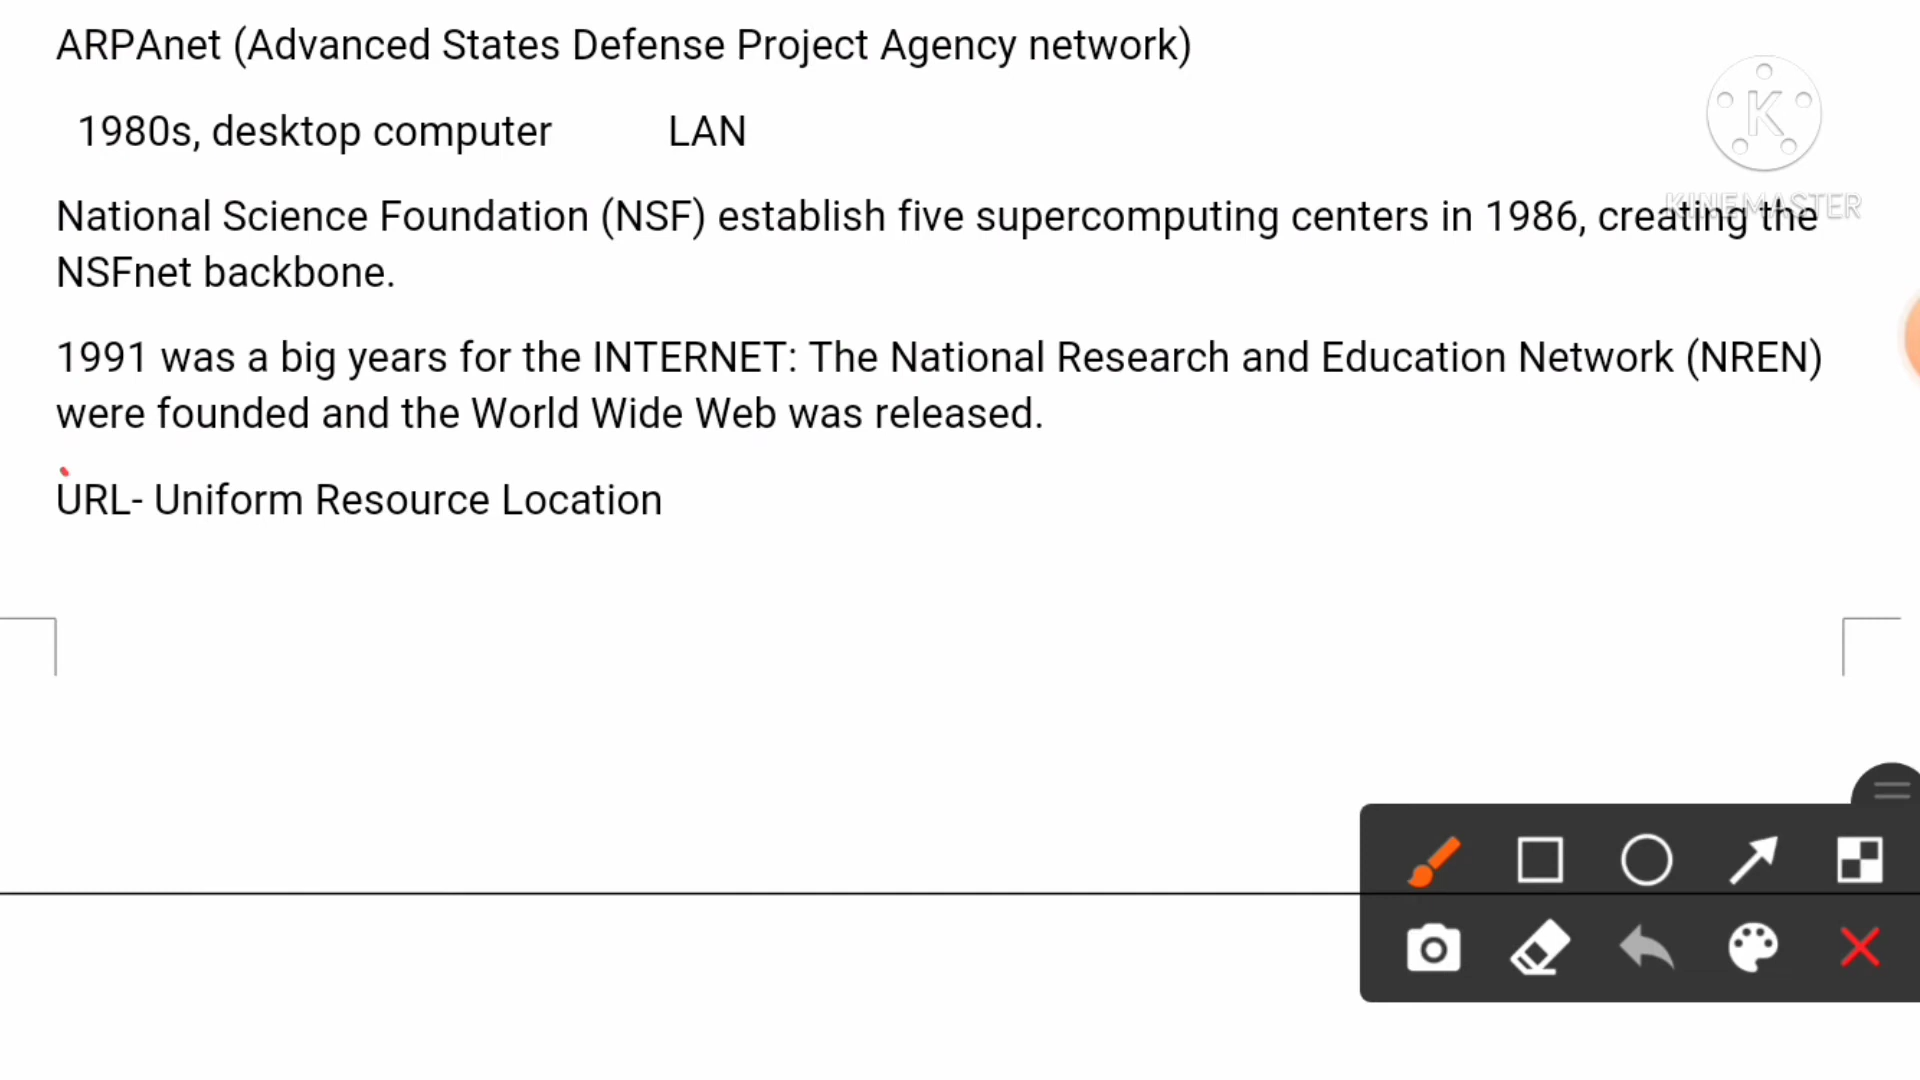 ARPAnet (Advanced States Defense Project Agency network)
1980s, desktop computer LAN
K
KINEMASTER
National Science Foundation (NSF) establish five supercomputing centers in 1986, creating the
NSFnet backbone.
1991 was a big years for the INTERNET: The National Research and Education Network (NREN)
were founded and the World Wide Web was released.
URL- Uniform Resource Location